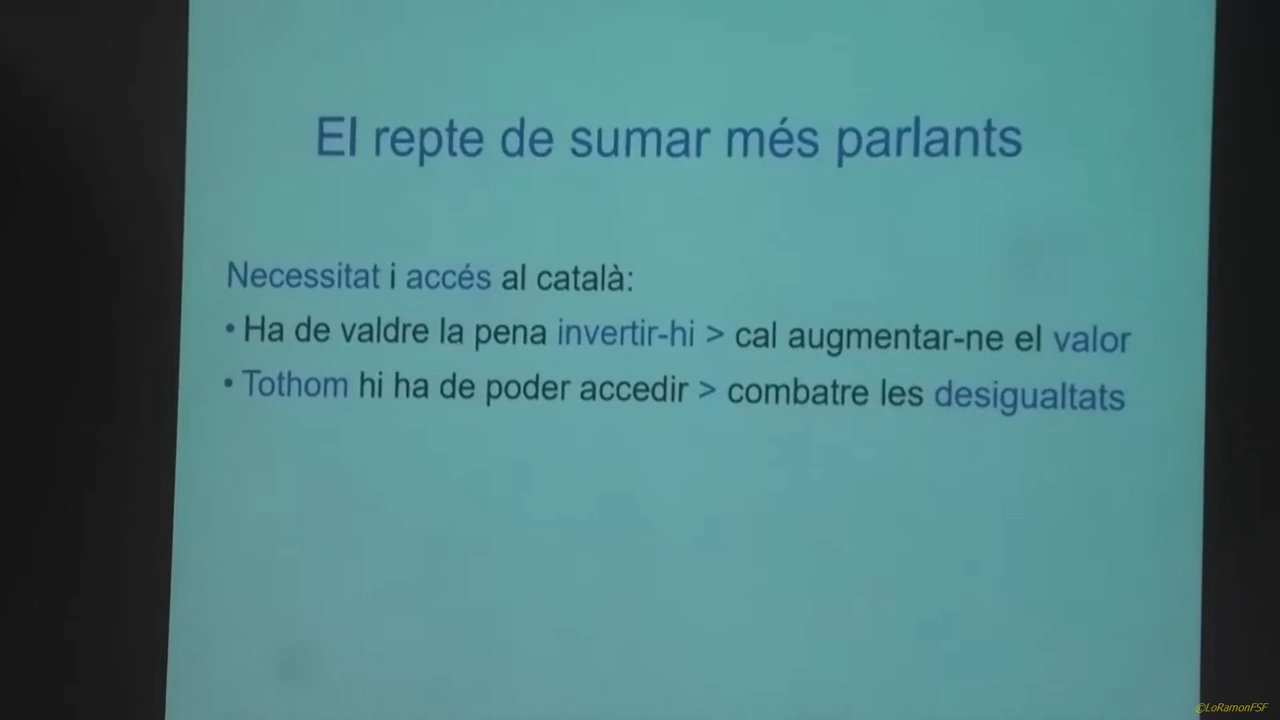 El repte de sumar més parlants
Necessitat i accés al català:
• Ha de valdre la pena invertir-hi > cal augmentar-ne el valor
• Tothom hi ha de poder accedir > combatre les desigualtats
©LoRamonFSF